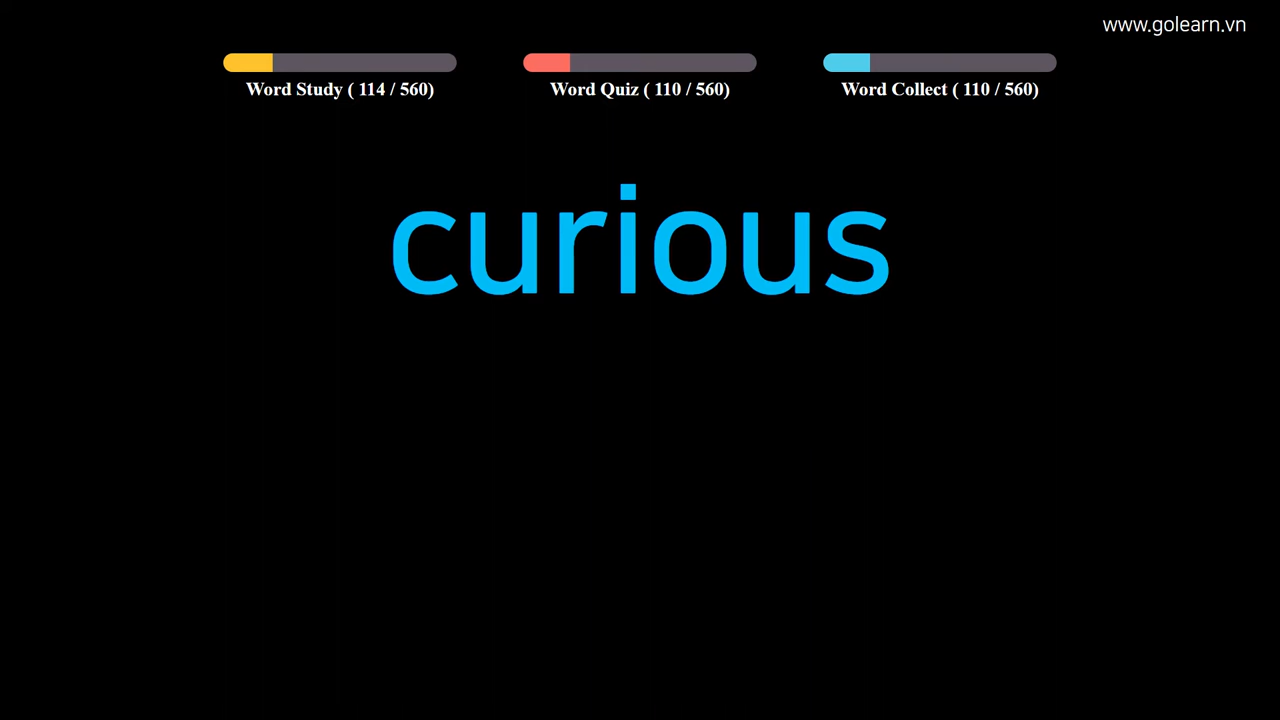 www.golearn.vn
Word Study ( 114 / 560)
Word Quiz ( 110 / 560)
Word Collect ( 110 / 560)
curious